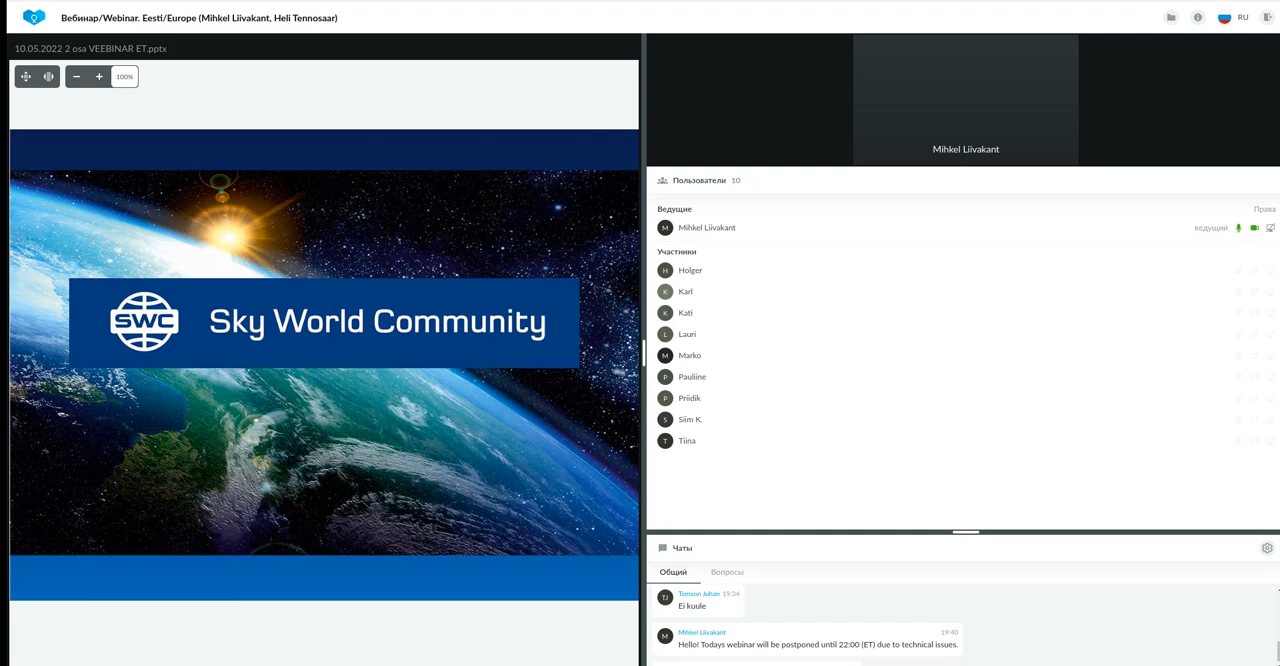 Вебинар/Webinar. Eesti/Europe (Mihkel Liivakant, Heli Tennosaar)
RU
10.05.2022 2 osa VEEBINAR ET.pptx
100%
SWC Sky World Community
Mihkel Liivakant
Пользователи 10
Ведущие Права
M Mihkel Liivakant ведущий
Участники
H Holger
K Karl
K Kati
L Lauri
M Marko
P Pauliine
P Priidik
S Siim K.
T Tiina
Чаты
Общий Вопросы
TJ Tomson Juhan 19:34
Ei kuule
M Mihkel Liivakant 19:40
Hello! Todays webinar will be postponed until 22:00 (ET) due to technical issues.